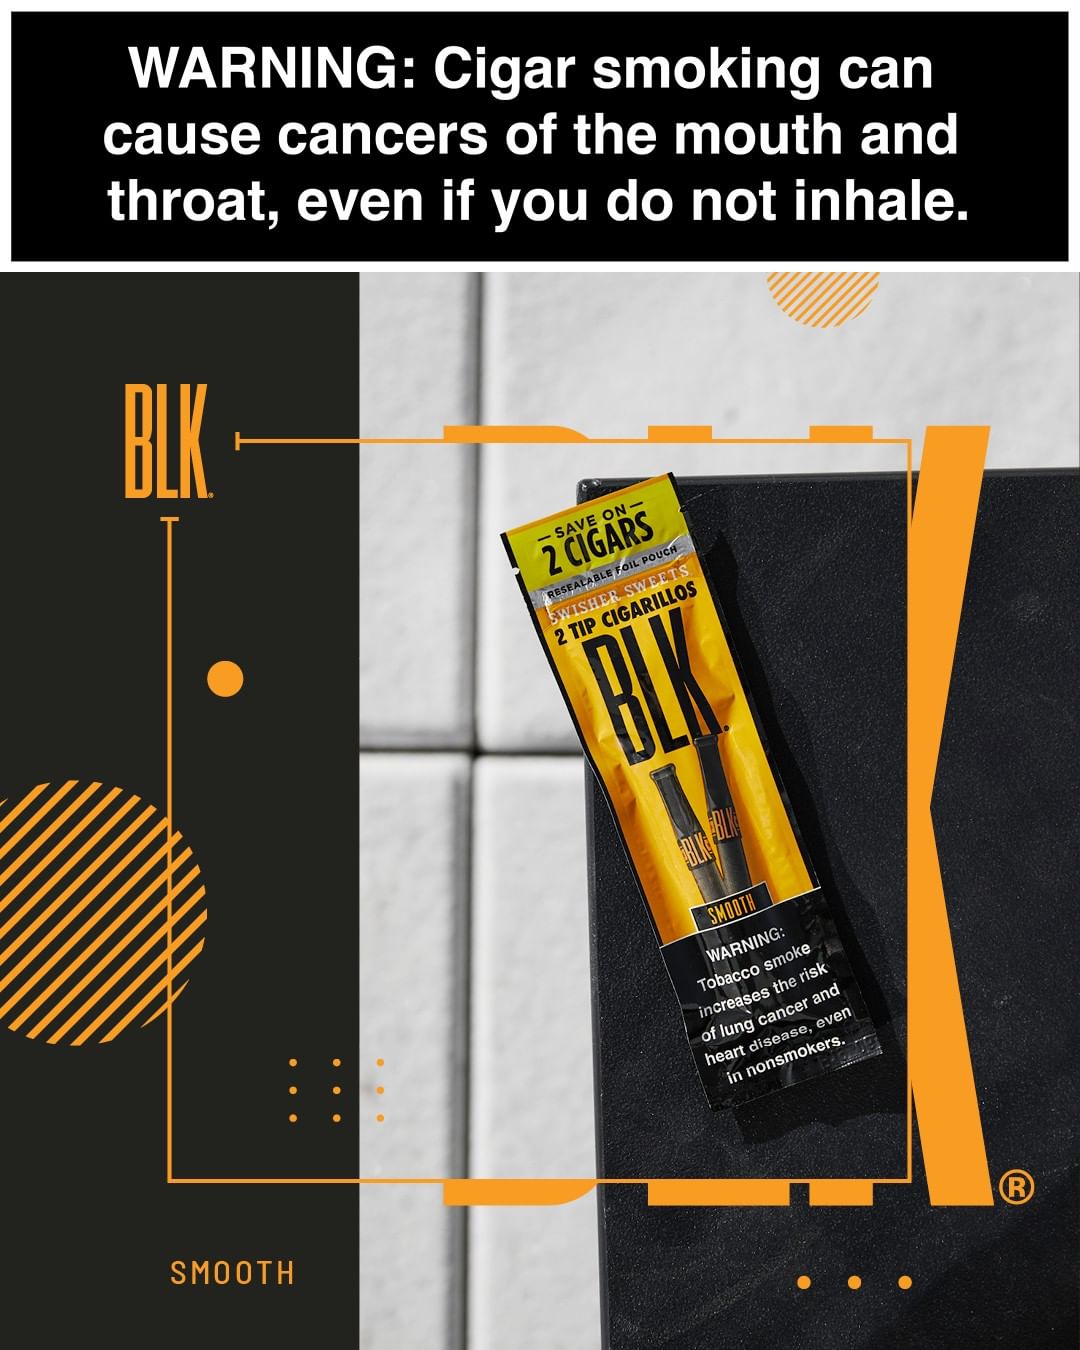 WARNING: Cigar smoking can
cause cancers of the mouth and
throat, even if you do not inhale.
BLK®
SAVE ON
2 CIGARS
RESEALABLE FOIL POUCH
SWISHER SWEETS
2 TIP CIGARILLOS
BLK.
BLK
BLK
SMOOTH
WARNING:
Tobacco smoke
increases the risk
of lung cancer and
heart disease, even
in nonsmokers.
BLK®
SMOOTH